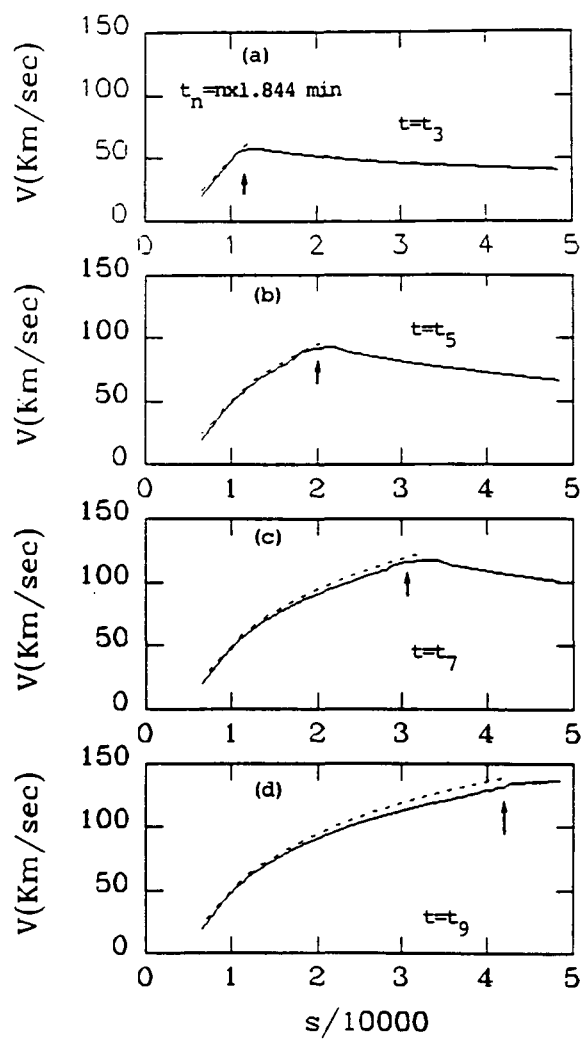 150
100
50
0
V(Km/sec)
(a)
t_n=nx1.844 min
t=t_3
0 1 2 3 4 5
150
100
50
0
V(Km/sec)
(b)
t=t_5
0 1 2 3 4 5
150
100
50
0
V(Km/sec)
(c)
t=t_7
0 1 2 3 4 5
150
100
50
0
V(Km/sec)
(d)
t=t_9
0 1 2 3 4 5
s/10000